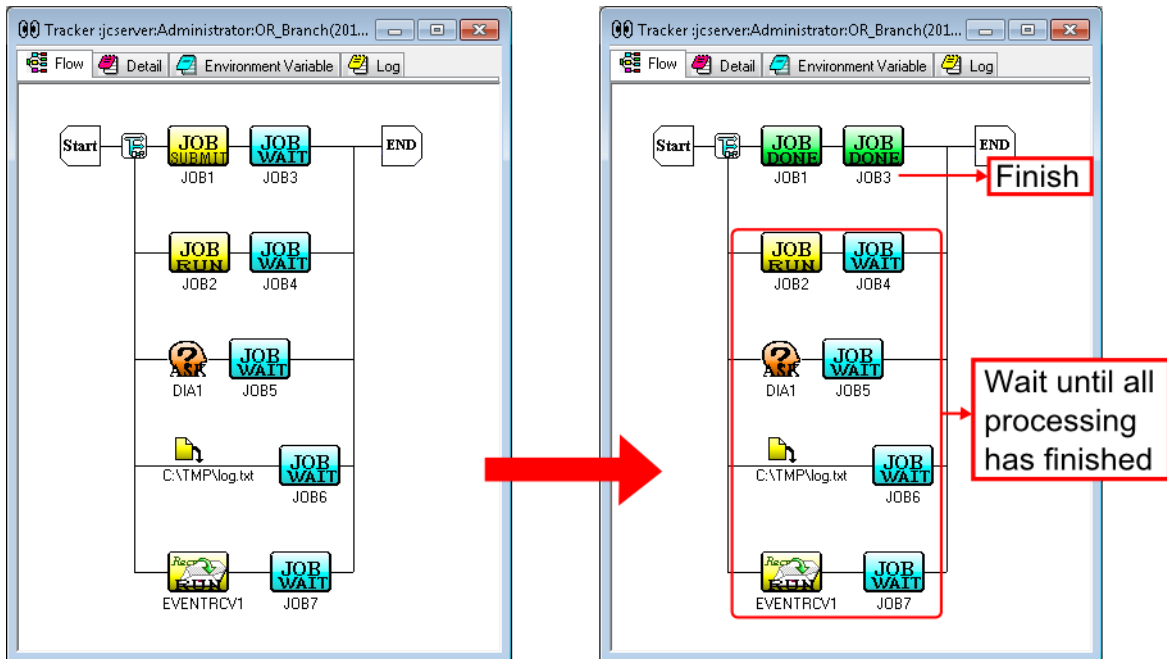 Tracker :jcserver:Administrator:OR_Branch(201...
Flow Detail Environment Variable Log
Start OR JOB SUBMIT JOB WAIT END
JOB1 JOB3
JOB RUN JOB WAIT
JOB2 JOB4
? ASK JOB WAIT
DIA1 JOB5
JOB WAIT
C:\TMP\log.txt
JOB6
Recv RUN JOB WAIT
EVENTRCV1 JOB7
Tracker :jcserver:Administrator:OR_Branch(201...
Flow Detail Environment Variable Log
Start OR JOB DONE JOB DONE END
JOB1 JOB3
Finish
JOB RUN JOB WAIT
JOB2 JOB4
? ASK JOB WAIT
DIA1 JOB5
JOB WAIT
C:\TMP\log.txt
JOB6
Recv RUN JOB WAIT
EVENTRCV1 JOB7
Wait until all
processing
has finished